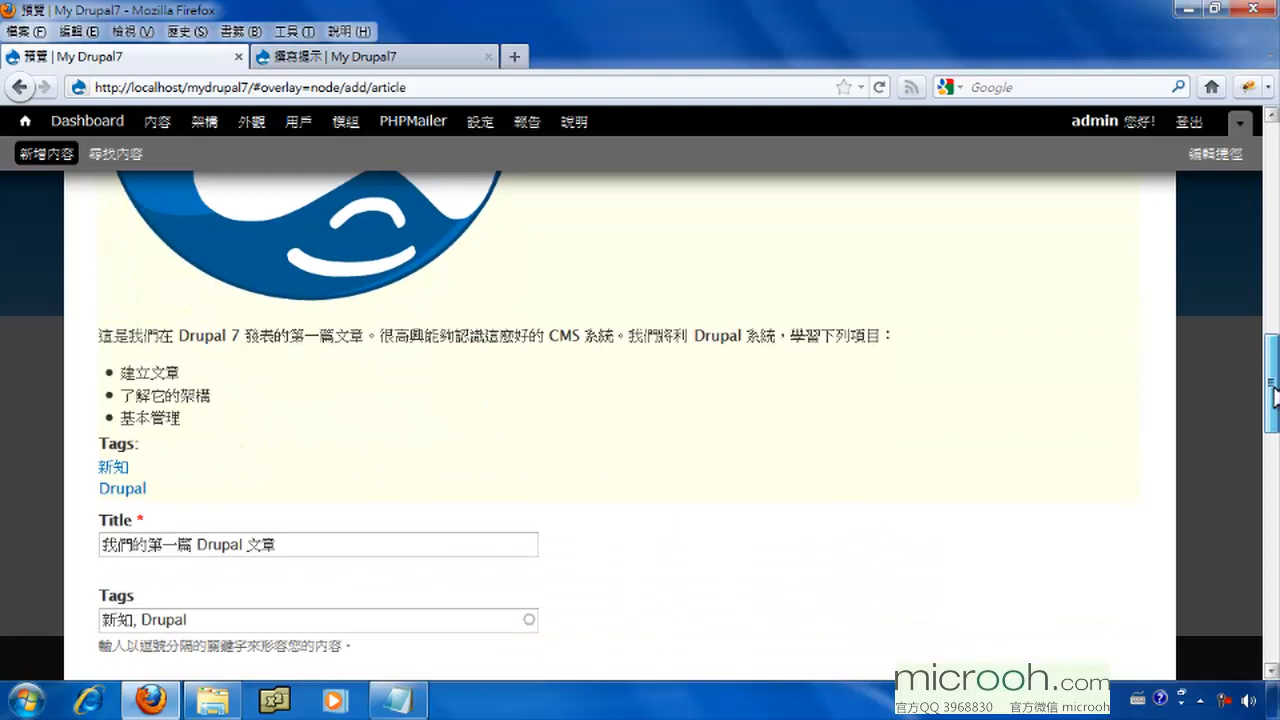 預覽 | My Drupal7 - Mozilla Firefox
檔案(F) 編輯(E) 檢視(V) 歷史(S) 書籤(B) 工具(T) 說明(H)
預覽 | My Drupal7
撰寫提示 | My Drupal7
http://localhost/mydrupal7/#overlay=node/add/article
Google
Dashboard 內容 架構 外觀 用戶 模組 PHPMailer 設定 報告 說明
admin 您好! 登出
新增內容 尋找內容
編輯捷徑
這是我們在 Drupal 7 發表的第一篇文章。很高興能夠認識這麼好的 CMS 系統。我們將利 Drupal 系統，學習下列項目：
建立文章
了解它的架構
基本管理
Tags:
新知
Drupal
Title *
我們的第一篇 Drupal 文章
Tags
新知, Drupal
輸入以逗號分隔的關鍵字來形容您的內容。
microoh.com
官方QQ 3968830 官方微信 microoh